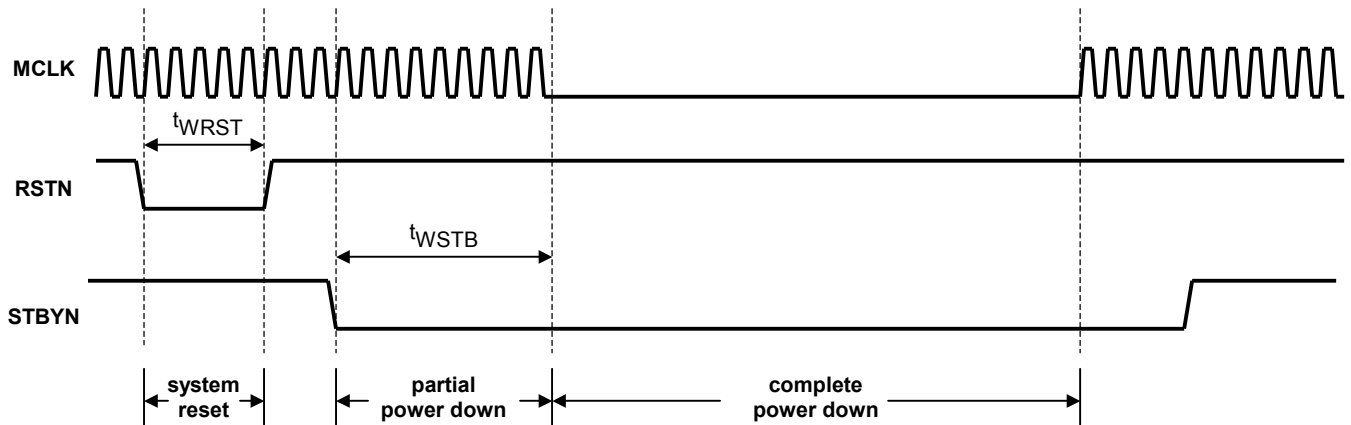 MCLK
tWRST
RSTN
tWSTB
STBYN
system
reset
partial
power down
complete
power down